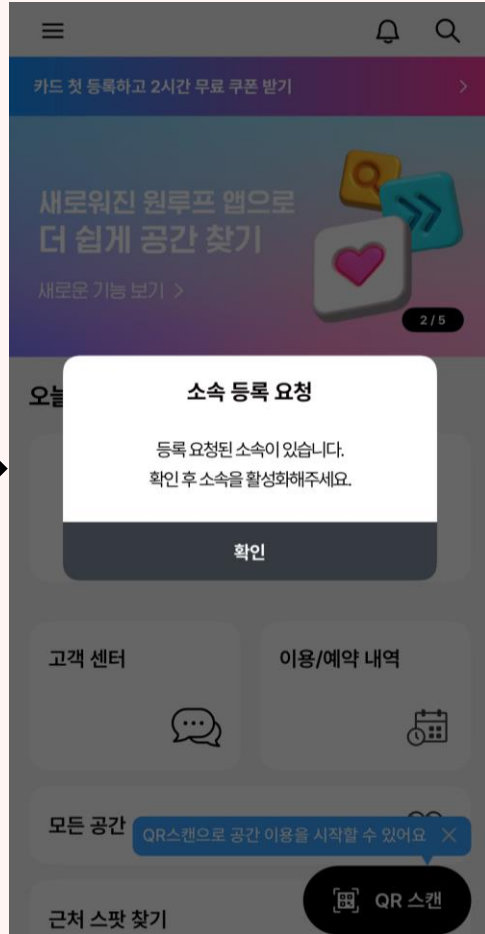 카드 첫 등록하고 2시간 무료 쿠폰 받기
새로워진 원루프 앱으로
더 쉽게 공간 찾기
새로운 기능 보기 >
2 / 5
오늘
소속 등록 요청
등록 요청된 소속이 있습니다.
확인 후 소속을 활성화해주세요.
확인
고객 센터
이용/예약 내역
모든 공간
QR스캔으로 공간 이용을 시작할 수 있어요
QR 스캔
근처 스팟 찾기